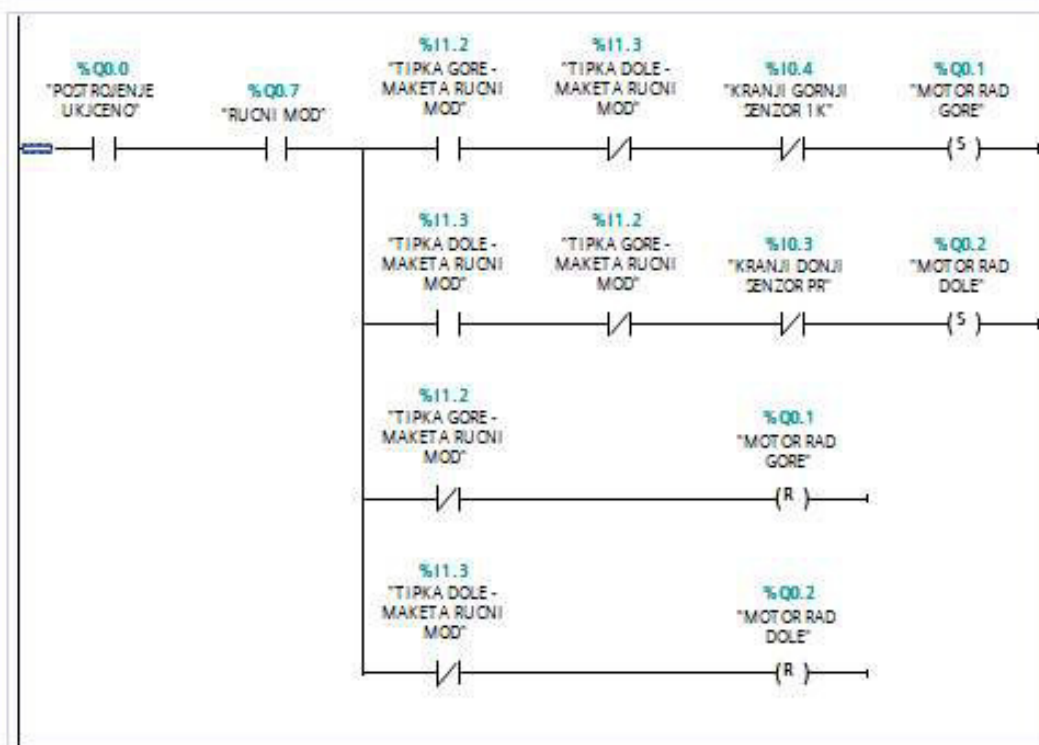 %Q0.0
"POSTROJENJE
UKJCENO"
%Q0.7
"RUCNI MOD"
%I1.2
"TIPKA GORE -
MAKETA RUCNI
MOD"
%I1.3
"TIPKA DOLE -
MAKETA RUCNI
MOD"
%I0.4
"KRANJI GORNJI
SENZOR 1K"
%Q0.1
"MOTOR RAD
GORE"
S
%I1.3
"TIPKA DOLE -
MAKETA RUCNI
MOD"
%I1.2
"TIPKA GORE -
MAKETA RUCNI
MOD"
%I0.3
"KRANJI DONJI
SENZOR PR"
%Q0.2
"MOTOR RAD
DOLE"
S
%I1.2
"TIPKA GORE -
MAKETA RUCNI
MOD"
%Q0.1
"MOTOR RAD
GORE"
R
%I1.3
"TIPKA DOLE -
MAKETA RUCNI
MOD"
%Q0.2
"MOTOR RAD
DOLE"
R